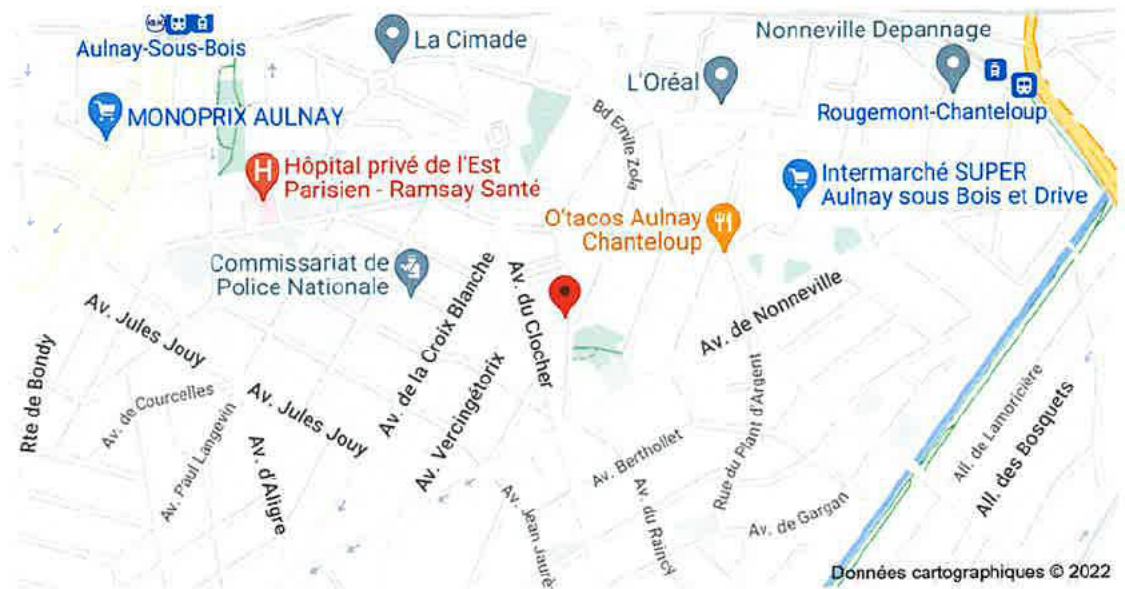 Aulnay-Sous-Bois
La Cimade
Nonneville Depannage
L'Oréal
Rougemont-Chanteloup
MONOPRIX AULNAY
Bd Emile Zola
H
Hôpital privé de l'Est
Parisien - Ramsay Santé
Intermarché SUPER
Aulnay sous Bois et Drive
O'tacos Aulnay
Chanteloup
Commissariat de
Police Nationale
Av. de la Croix Blanche
Av. du Clocher
Av. de Nonneville
Av. Jules Jouy
Rte de Bondy
Av. de Courcelles
Av. Jules Jouy
Av. Vercingétorix
Av. Paul Langevin
Av. d'Aligre
Rue du Plant d'Argent
Av. Berthollet
All. de Lamoricière
All. des Bosquets
Av. Jean Jaurè
Av. du Raincy
Av. de Gargan
Données cartographiques © 2022